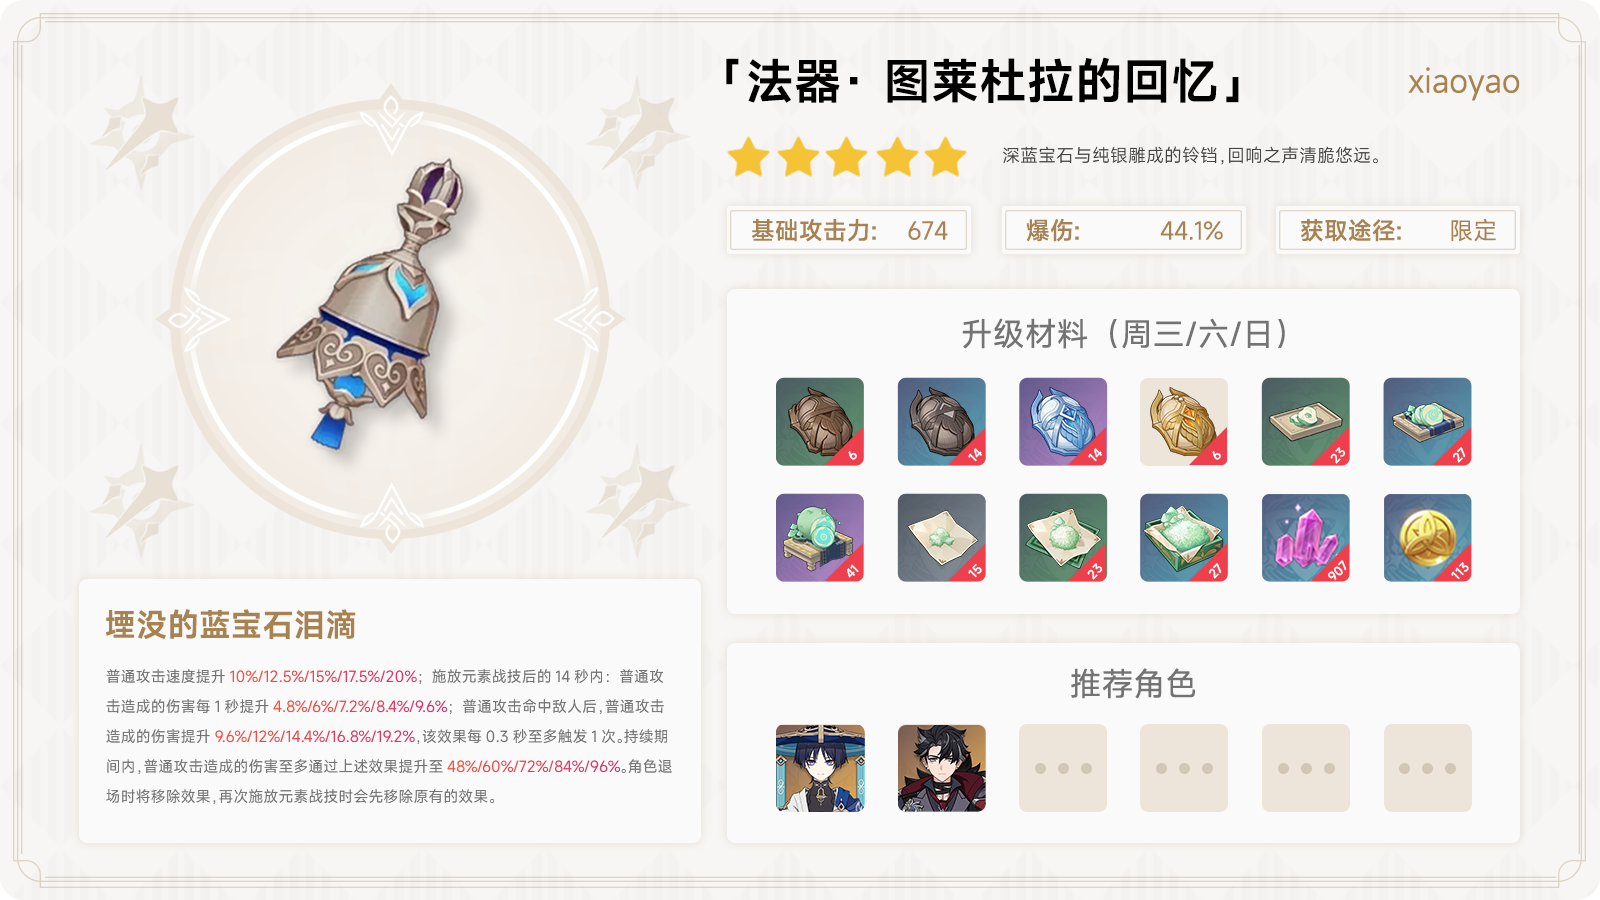 「法器· 图莱杜拉的回忆」
xiaoyao
深蓝宝石与纯银雕成的铃铛,回响之声清脆悠远。
基础攻击力: 674
爆伤: 44.1%
获取途径: 限定
升级材料（周三/六/日）
6 14 14 6 23 27
41 15 23 27 907 113
堙没的蓝宝石泪滴
普通攻击速度提升 10%/12.5%/15%/17.5%/20%；施放元素战技后的 14 秒内：普通攻
击造成的伤害每 1 秒提升 4.8%/6%/7.2%/8.4%/9.6%；普通攻击命中敌人后,普通攻击
造成的伤害提升 9.6%/12%/14.4%/16.8%/19.2%,该效果每 0.3 秒至多触发 1 次。持续期
间内,普通攻击造成的伤害至多通过上述效果提升至 48%/60%/72%/84%/96%。角色退
场时将移除效果,再次施放元素战技时会先移除原有的效果。
推荐角色